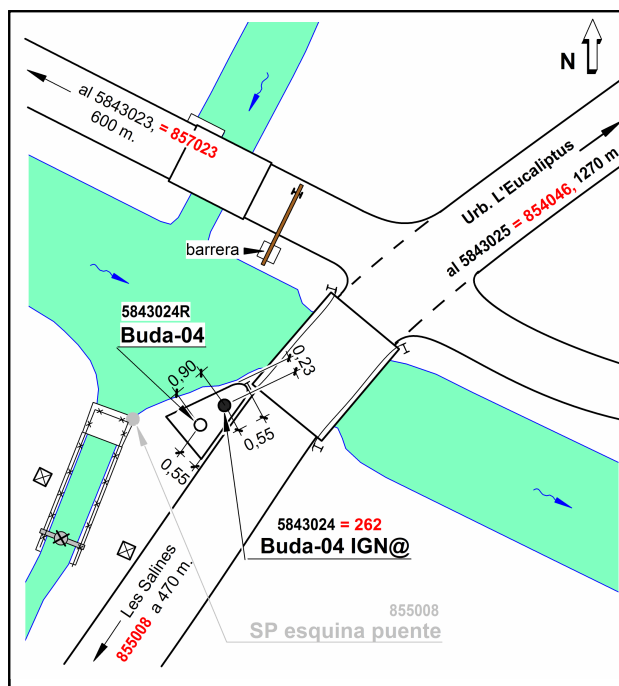 N
al 5843023, = 857023
600 m.
Urb. L'Eucaliptus
al 5843025 = 854046, 1270 m
barrera
5843024R
Buda-04
0,90
0,23
0,55
0,55
5843024 = 262
Buda-04 IGN@
Les Salines
855008 a 470 m.
855008
SP esquina puente